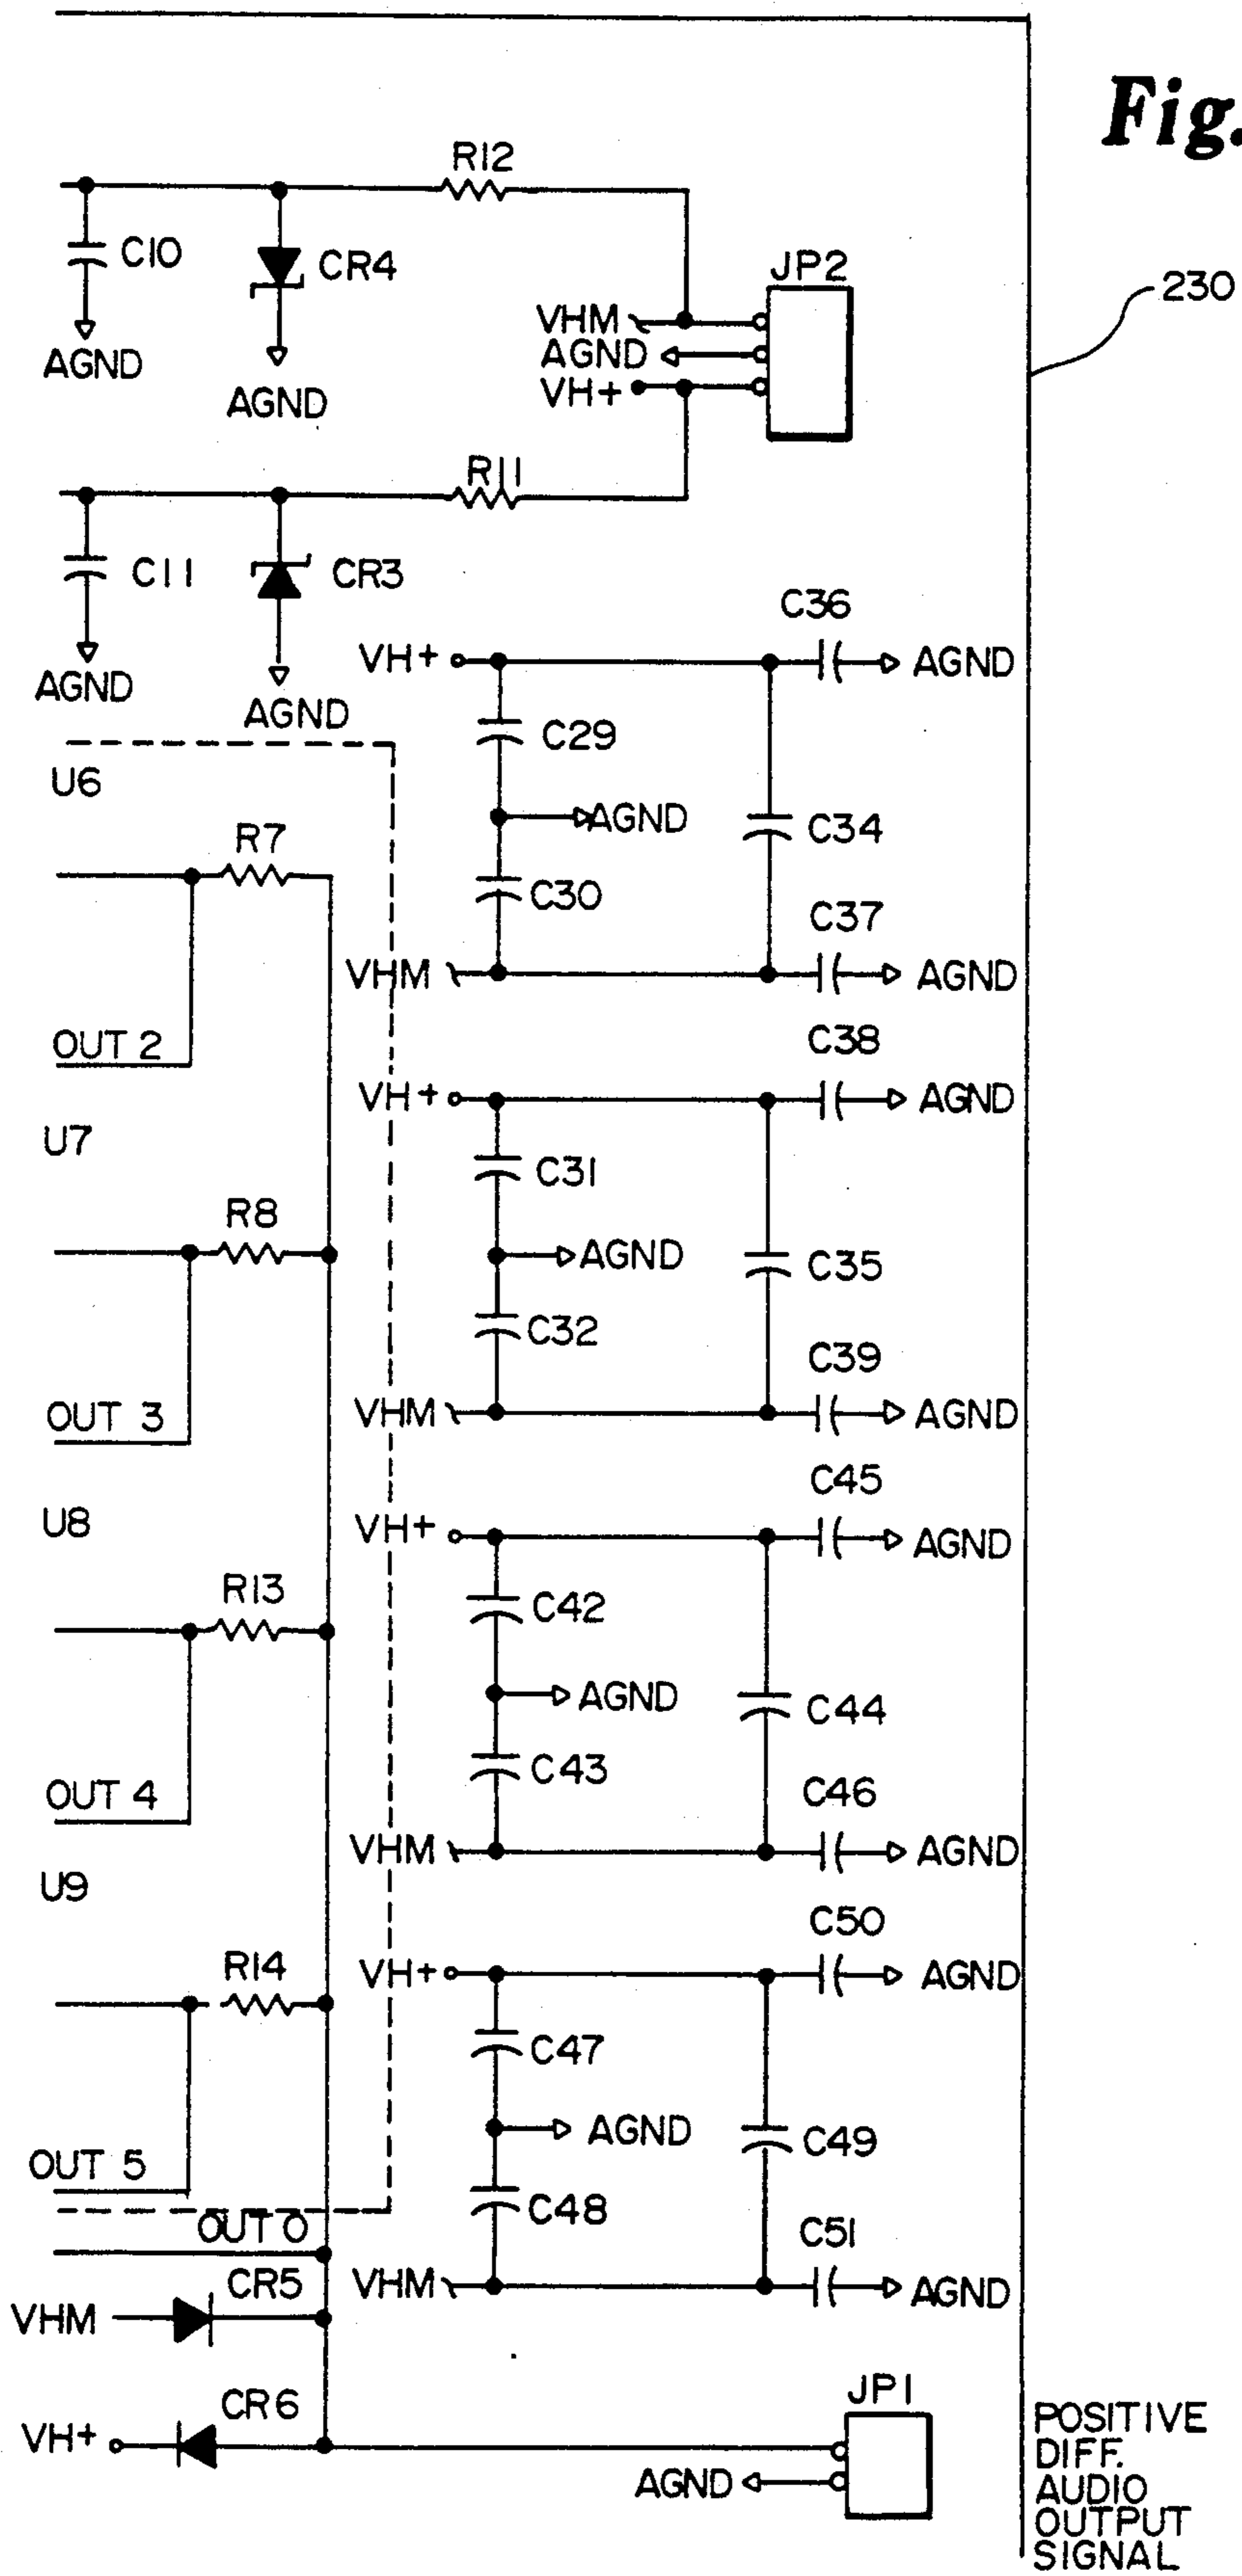 Fig.
R12
C10
CR4
JP2
230
VHM
AGND
AGND
VH+
AGND
R11
C11
CR3
C36
VH+
AGND
AGND
AGND
C29
U6
AGND
C34
R7
C30
C37
VHM
AGND
OUT 2
C38
VH+
AGND
U7
C31
R8
AGND
C35
C32
C39
OUT 3
VHM
AGND
C45
U8
VH+
AGND
R13
C42
AGND
C44
C43
OUT 4
C46
VHM
AGND
U9
C50
R14
VH+
AGND
C47
AGND
C49
OUT 5
C48
OUT 0
C51
CR5
VHM
AGND
VHM
JP1
CR6
VH+
AGND
POSITIVE
DIFF.
AUDIO
OUTPUT
SIGNAL